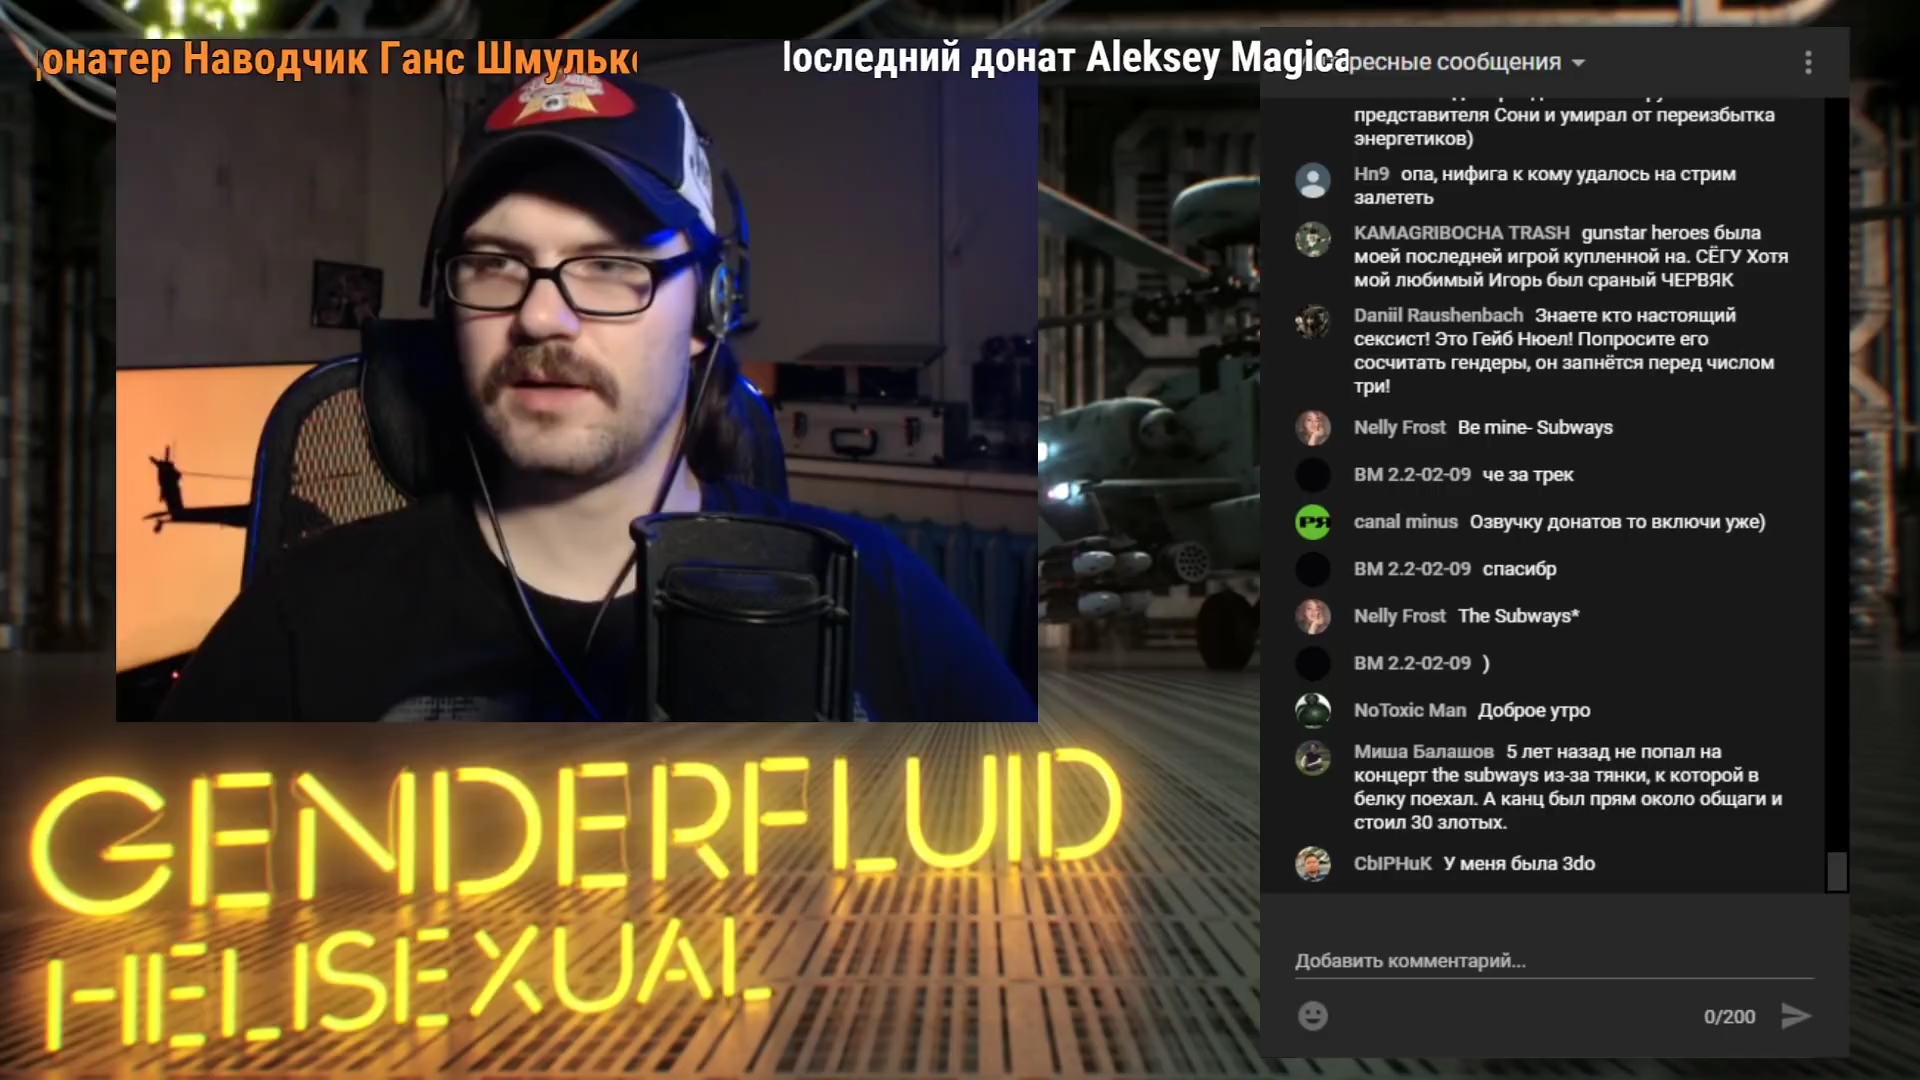 онатер Наводчик Ганс Шмульк
последний донат Aleksey Magica
ресные сообщения
представителя Сони и умирал от переизбытка
энергетиков)
Hn9 опа, нифига к кому удалось на стрим
залететь
KAMAGRIBOCHA TRASH gunstar heroes была
моей последней игрой купленной на. СЁГУ Хотя
мой любимый Игорь был сраный ЧЕРВЯК
Daniil Raushenbach Знаете кто настоящий
сексист! Это Гейб Нюел! Попросите его
сосчитать гендеры, он запнётся перед числом
три!
Nelly Frost Be mine- Subways
BM 2.2-02-09 че за трек
РЯ
canal minus Озвучку донатов то включи уже)
BM 2.2-02-09 спасибр
Nelly Frost The Subways*
BM 2.2-02-09 )
NoToxic Man Доброе утро
Миша Балашов 5 лет назад не попал на
концерт the subways из-за тянки, к которой в
белку поехал. А канц был прям около общаги и
стоил 30 злотых.
CbIPHuK У меня была 3do
Добавить комментарий...
0/200
GENDERFLUID
HELISEXUAL